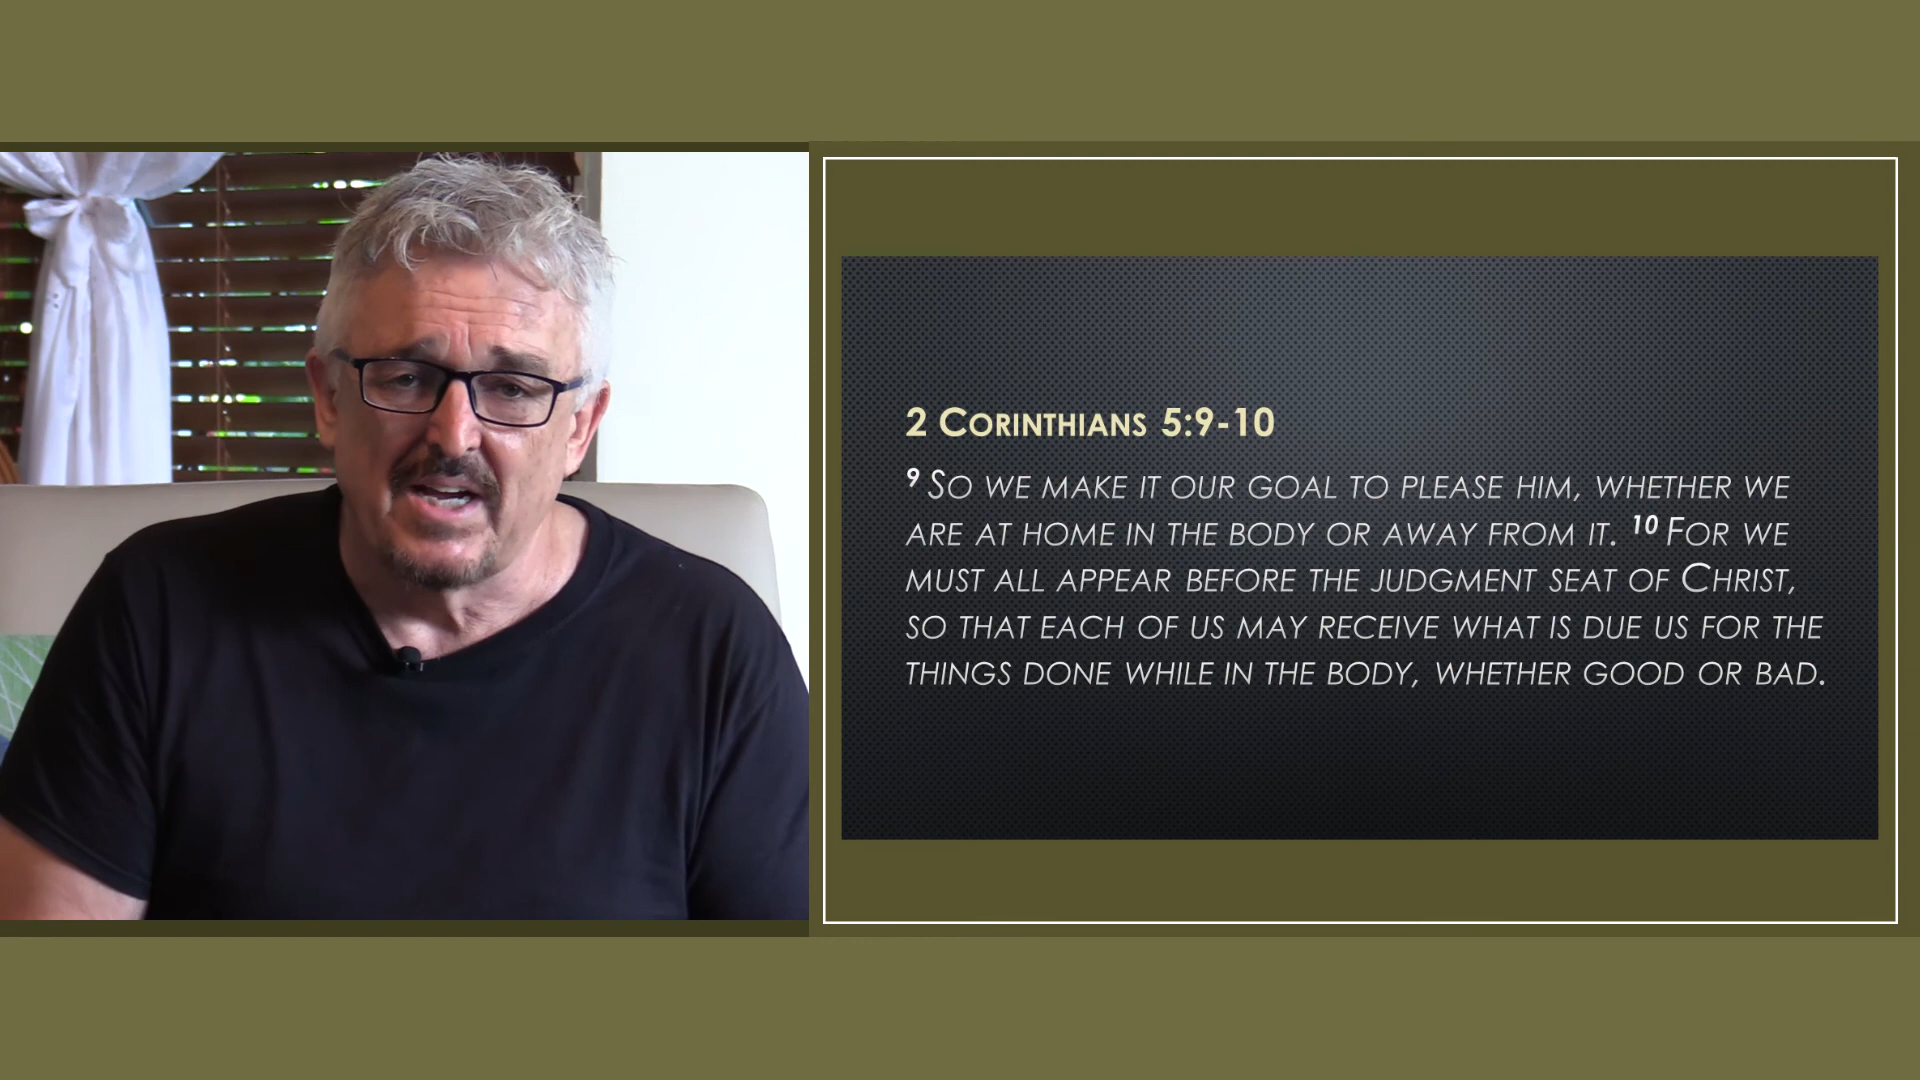 2 Corinthians 5:9-10
9 So we make it our goal to please him, whether we
are at home in the body or away from it. 10 For we
must all appear before the judgment seat of Christ,
so that each of us may receive what is due us for the
things done while in the body, whether good or bad.